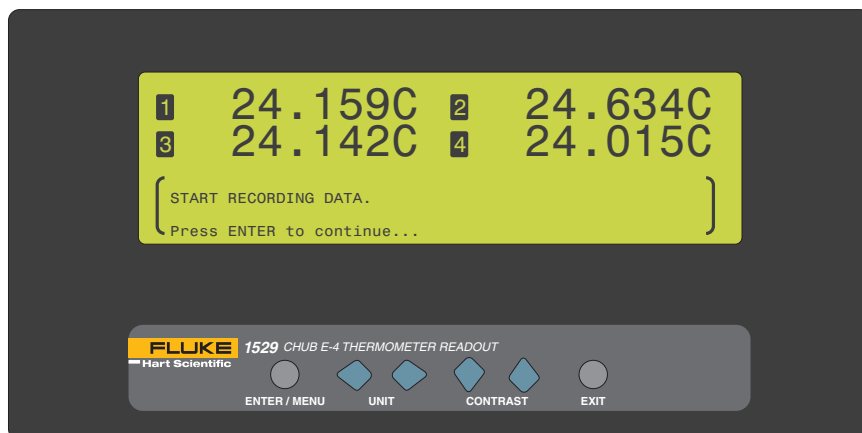 1 24.159C 2 24.634C
3 24.142C 4 24.015C
START RECORDING DATA.
Press ENTER to continue...
FLUKE
Hart Scientific
1529 CHUB E-4 THERMOMETER READOUT
ENTER / MENU UNIT CONTRAST EXIT